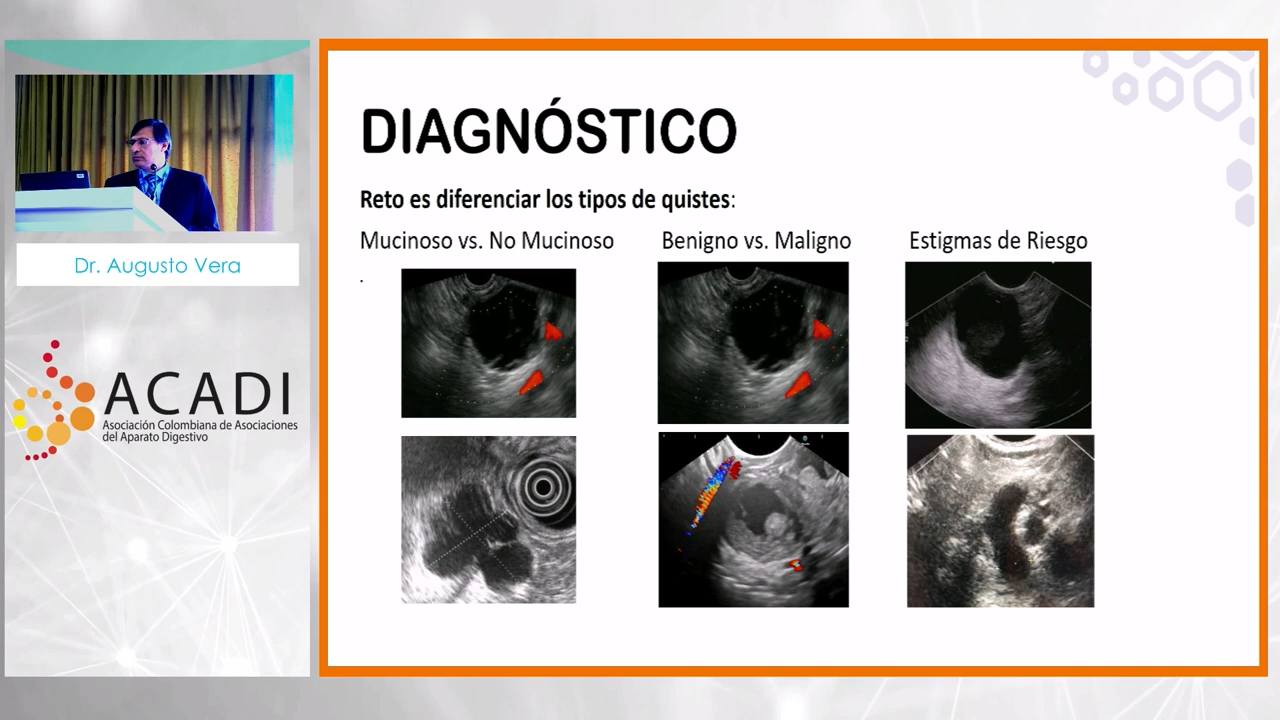 Dr. Augusto Vera
ACADI
Asociación Colombiana de Asociaciones
del Aparato Digestivo
DIAGNÓSTICO
Reto es diferenciar los tipos de quistes:
Mucinoso vs. No Mucinoso
Benigno vs. Maligno
Estigmas de Riesgo
.